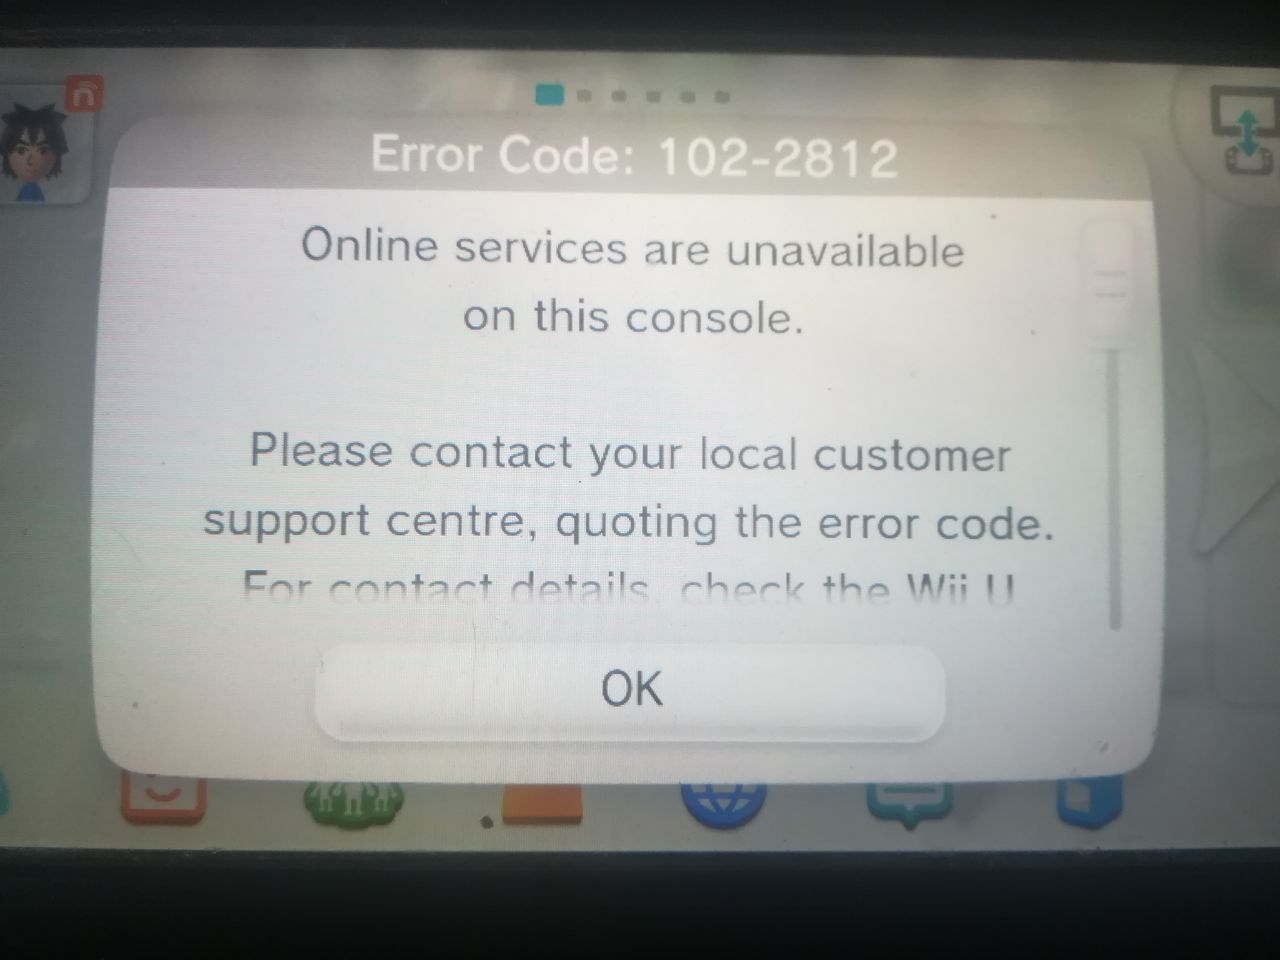 Error Code: 102-2812
Online services are unavailable
on this console.
Please contact your local customer
support centre, quoting the error code.
For contact details, check the Wii U
OK